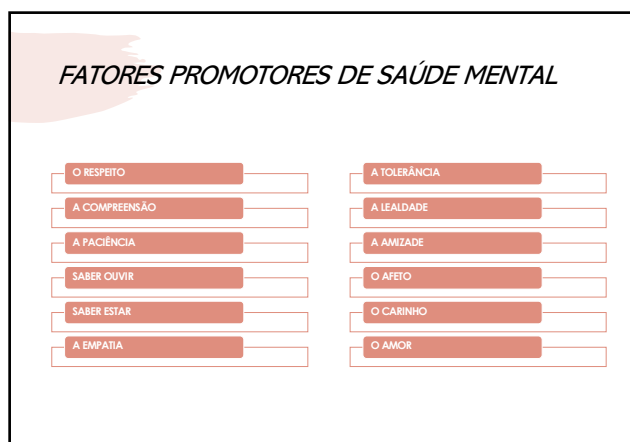 FATORES PROMOTORES DE SAÚDE MENTAL
O RESPEITO
A COMPREENSÃO
A PACIÊNCIA
SABER OUVIR
SABER ESTAR
A EMPATIA
A TOLERÂNCIA
A LEALDADE
A AMIZADE
O AFETO
O CARINHO
O AMOR